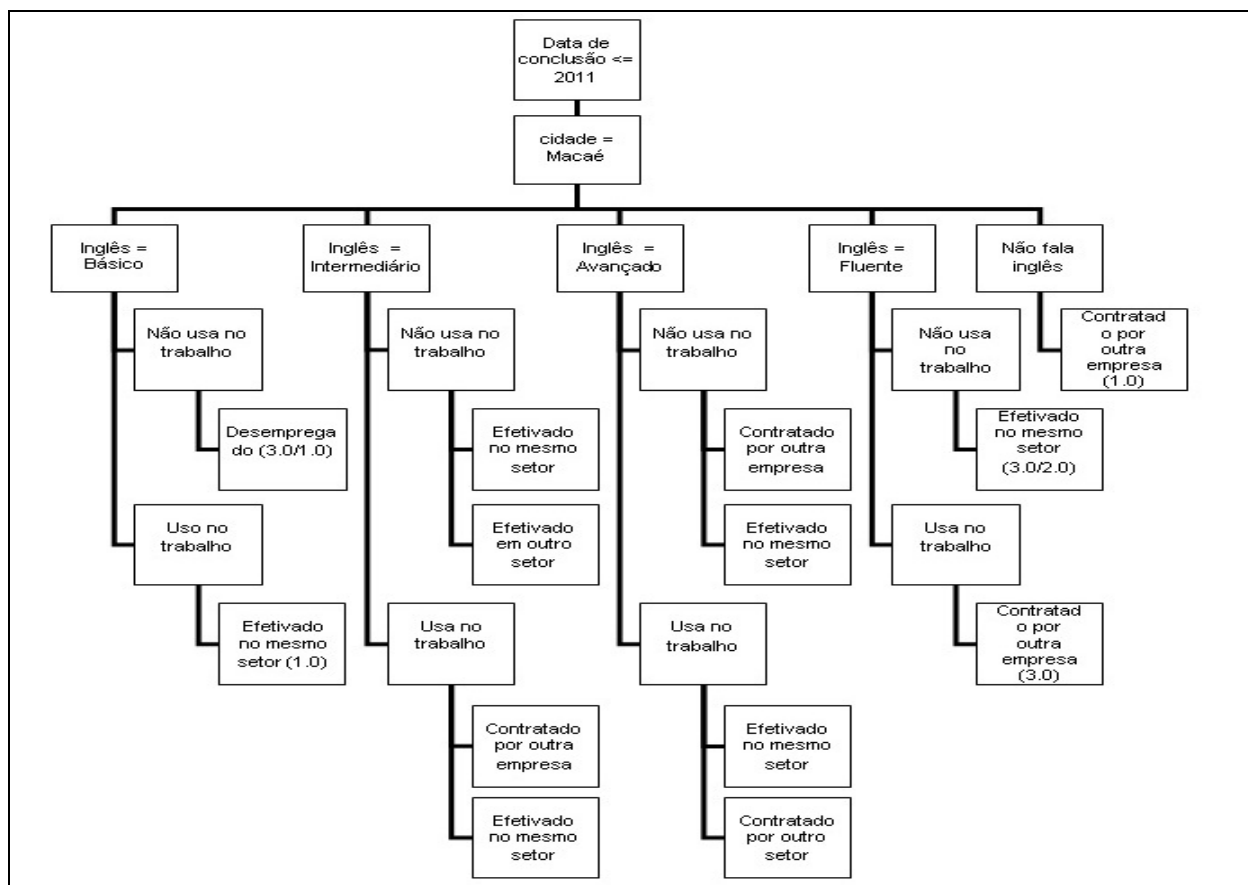 Data de
conclusão <=
2011
cidade =
Macaé
Inglês =
Básico
Não usa no
trabalho
Desemprega
do (3.0/1.0)
Uso no
trabalho
Efetivado
no mesmo
setor (1.0)
Inglês =
Intermediário
Não usa no
trabalho
Efetivado
no mesmo
setor
Efetivado
em outro
setor
Usa no
trabalho
Contratado
por outra
empresa
Efetivado
no mesmo
setor
Inglês =
Avançado
Não usa no
trabalho
Contratado
por outra
empresa
Efetivado
no mesmo
setor
Usa no
trabalho
Efetivado
no mesmo
setor
Contratado
por outro
setor
Inglês =
Fluente
Não usa
no
trabalho
Efetivado
no mesmo
setor
(3.0/2.0)
Usa no
trabalho
Contratad
o por
outra
empresa
(3.0)
Não fala
inglês
Contratad
o por
outra
empresa
(1.0)